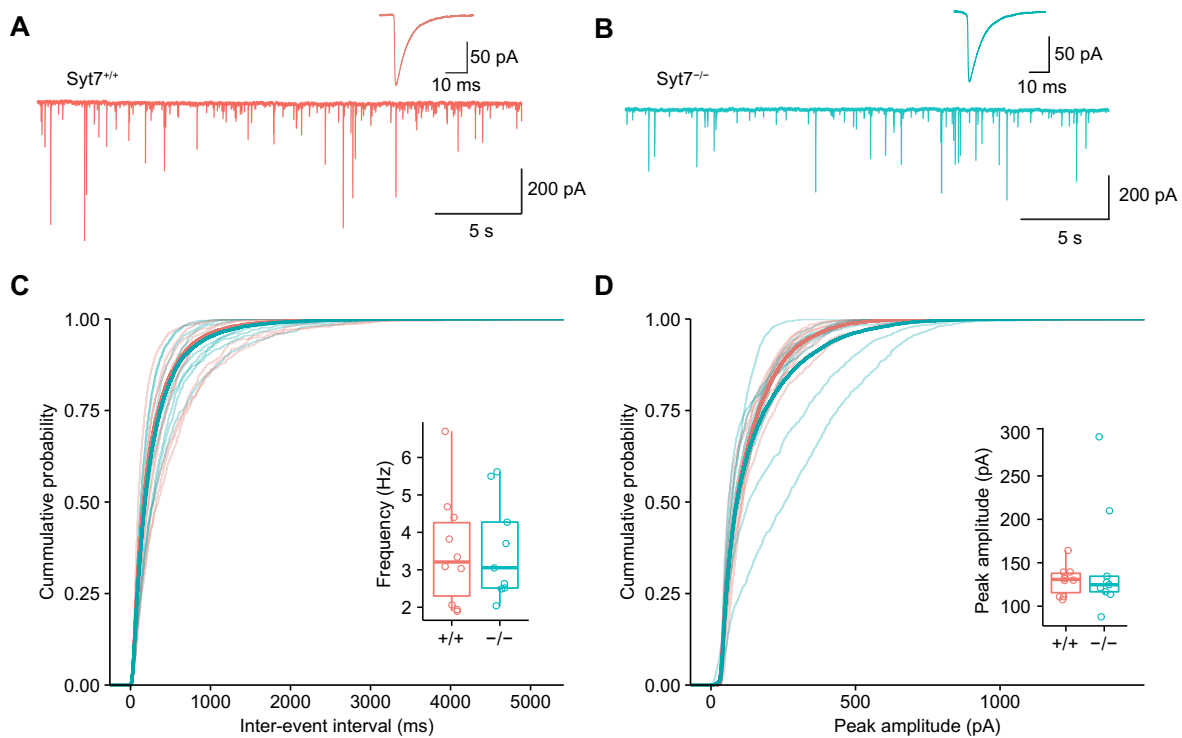 A
50 pA
10 ms
Syt7+/+
200 pA
5 s
B
50 pA
10 ms
Syt7−/−
200 pA
5 s
C
1.00
0.75
0.50
0.25
0.00
Cummulative probability
0
1000
2000
3000
4000
5000
Inter-event interval (ms)
Frequency (Hz)
6
5
4
3
2
+/+
−/−
D
1.00
0.75
0.50
0.25
0.00
Cummulative probability
0
500
1000
Peak amplitude (pA)
Peak amplitude (pA)
300
250
200
150
100
+/+
−/−